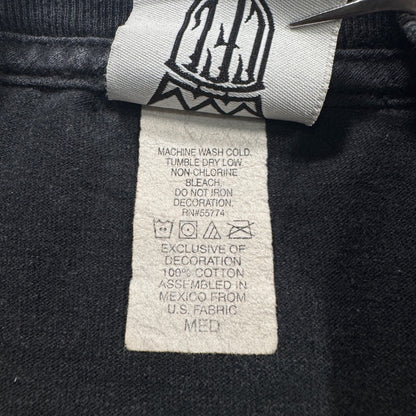 MACHINE WASH COLD.
TUMBLE DRY LOW
NON-CHLORINE
BLEACH
DO NOT IRON
DECORATION.
RN#55774
EXCLUSIVE OF
DECORATION
100% COTTON
ASSEMBLED IN
MEXICO FROM
U.S. FABRIC
MED